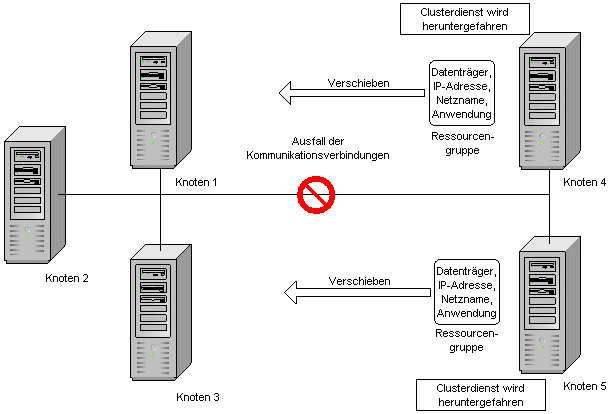 Clusterdienst wird
heruntergefahren
Verschieben
Datenträger,
IP-Adresse,
Netzname,
Anwendung
Ressourcen-
gruppe
Ausfall der
Kommunikationsverbindungen
Knoten 1
Knoten 4
Knoten 2
Verschieben
Datenträger,
IP-Adresse,
Netzname,
Anwendung
Ressourcen-
gruppe
Knoten 3
Knoten 5
Clusterdienst wird
heruntergefahren